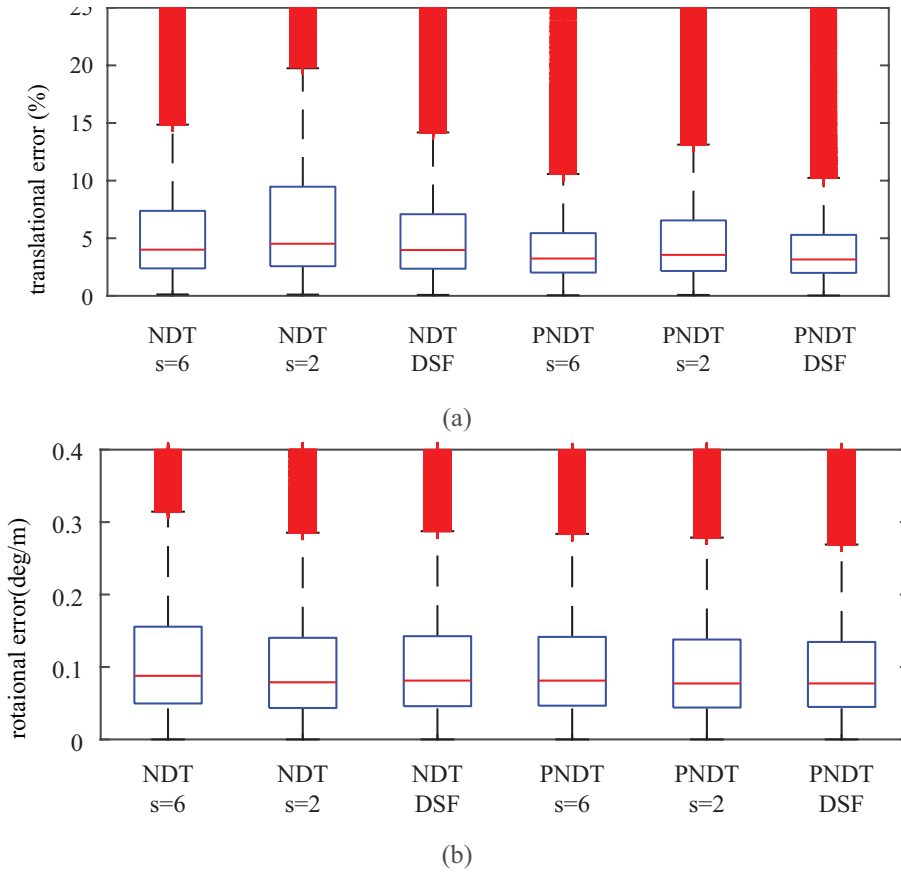 25
20
15
10
5
0
translational error (%)
NDT NDT NDT PNDT PNDT PNDT
s=6 s=2 DSF s=6 s=2 DSF
(a)
0.4
0.3
0.2
0.1
0
rotaional error(deg/m)
NDT NDT NDT PNDT PNDT PNDT
s=6 s=2 DSF s=6 s=2 DSF
(b)